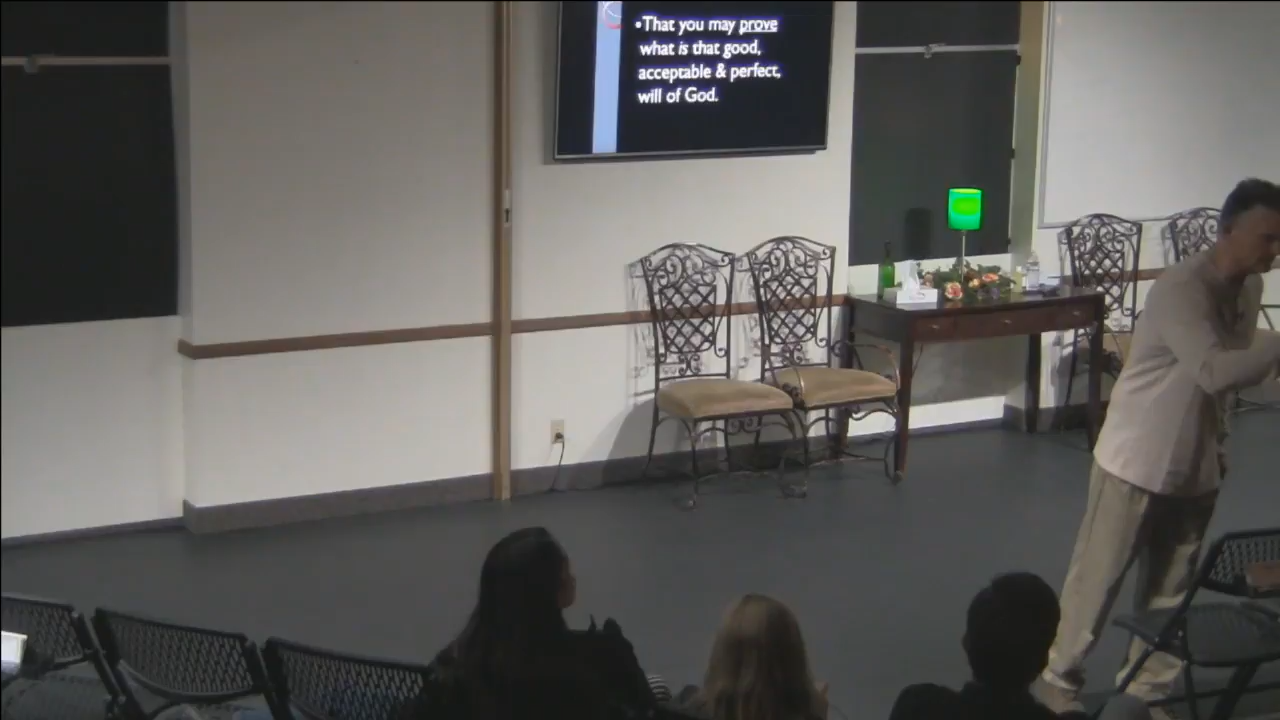 •That you may prove
what is that good,
acceptable & perfect,
will of God.